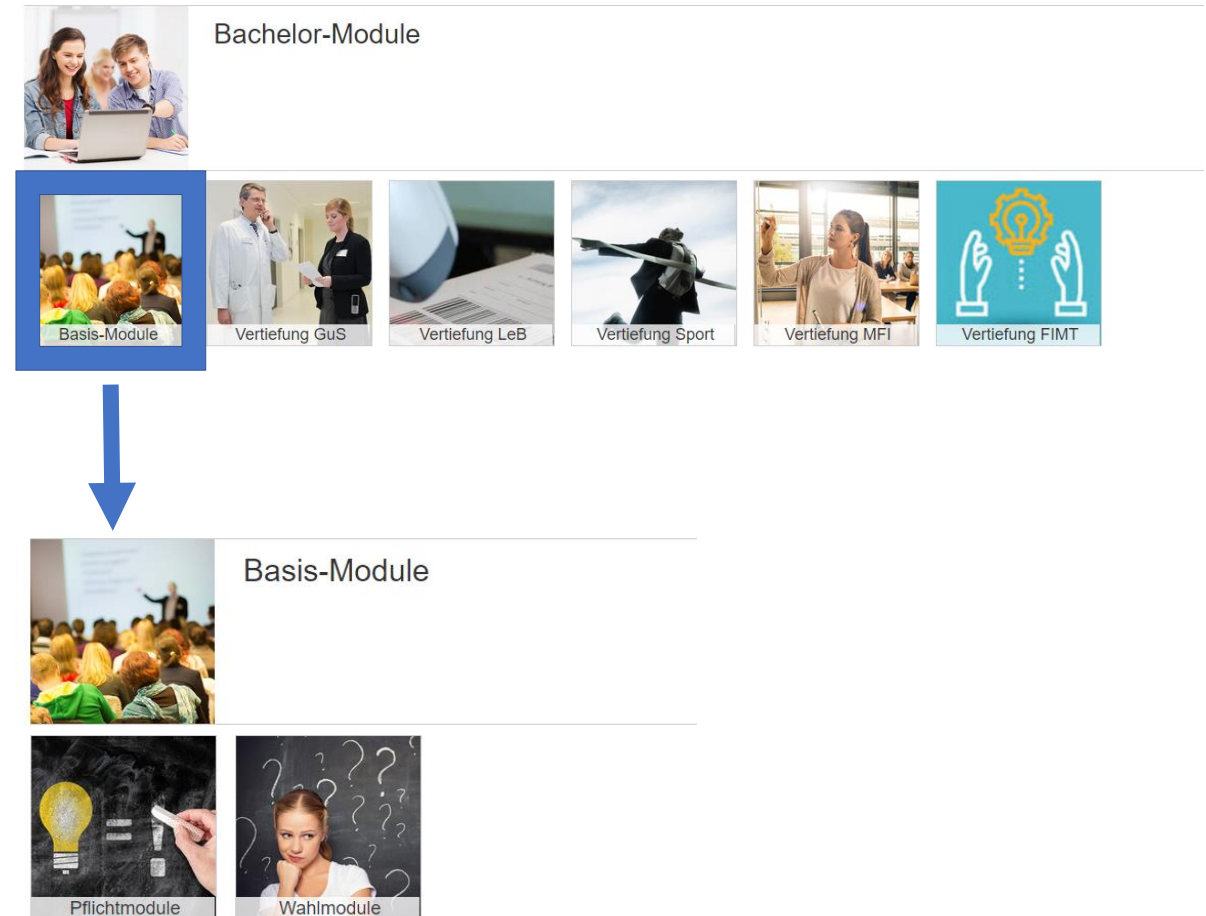 Bachelor-Module
Basis-Module
Vertiefung GuS
Vertiefung LeB
Vertiefung Sport
Vertiefung MFI
Vertiefung FIMT
Basis-Module
Pflichtmodule
Wahlmodule